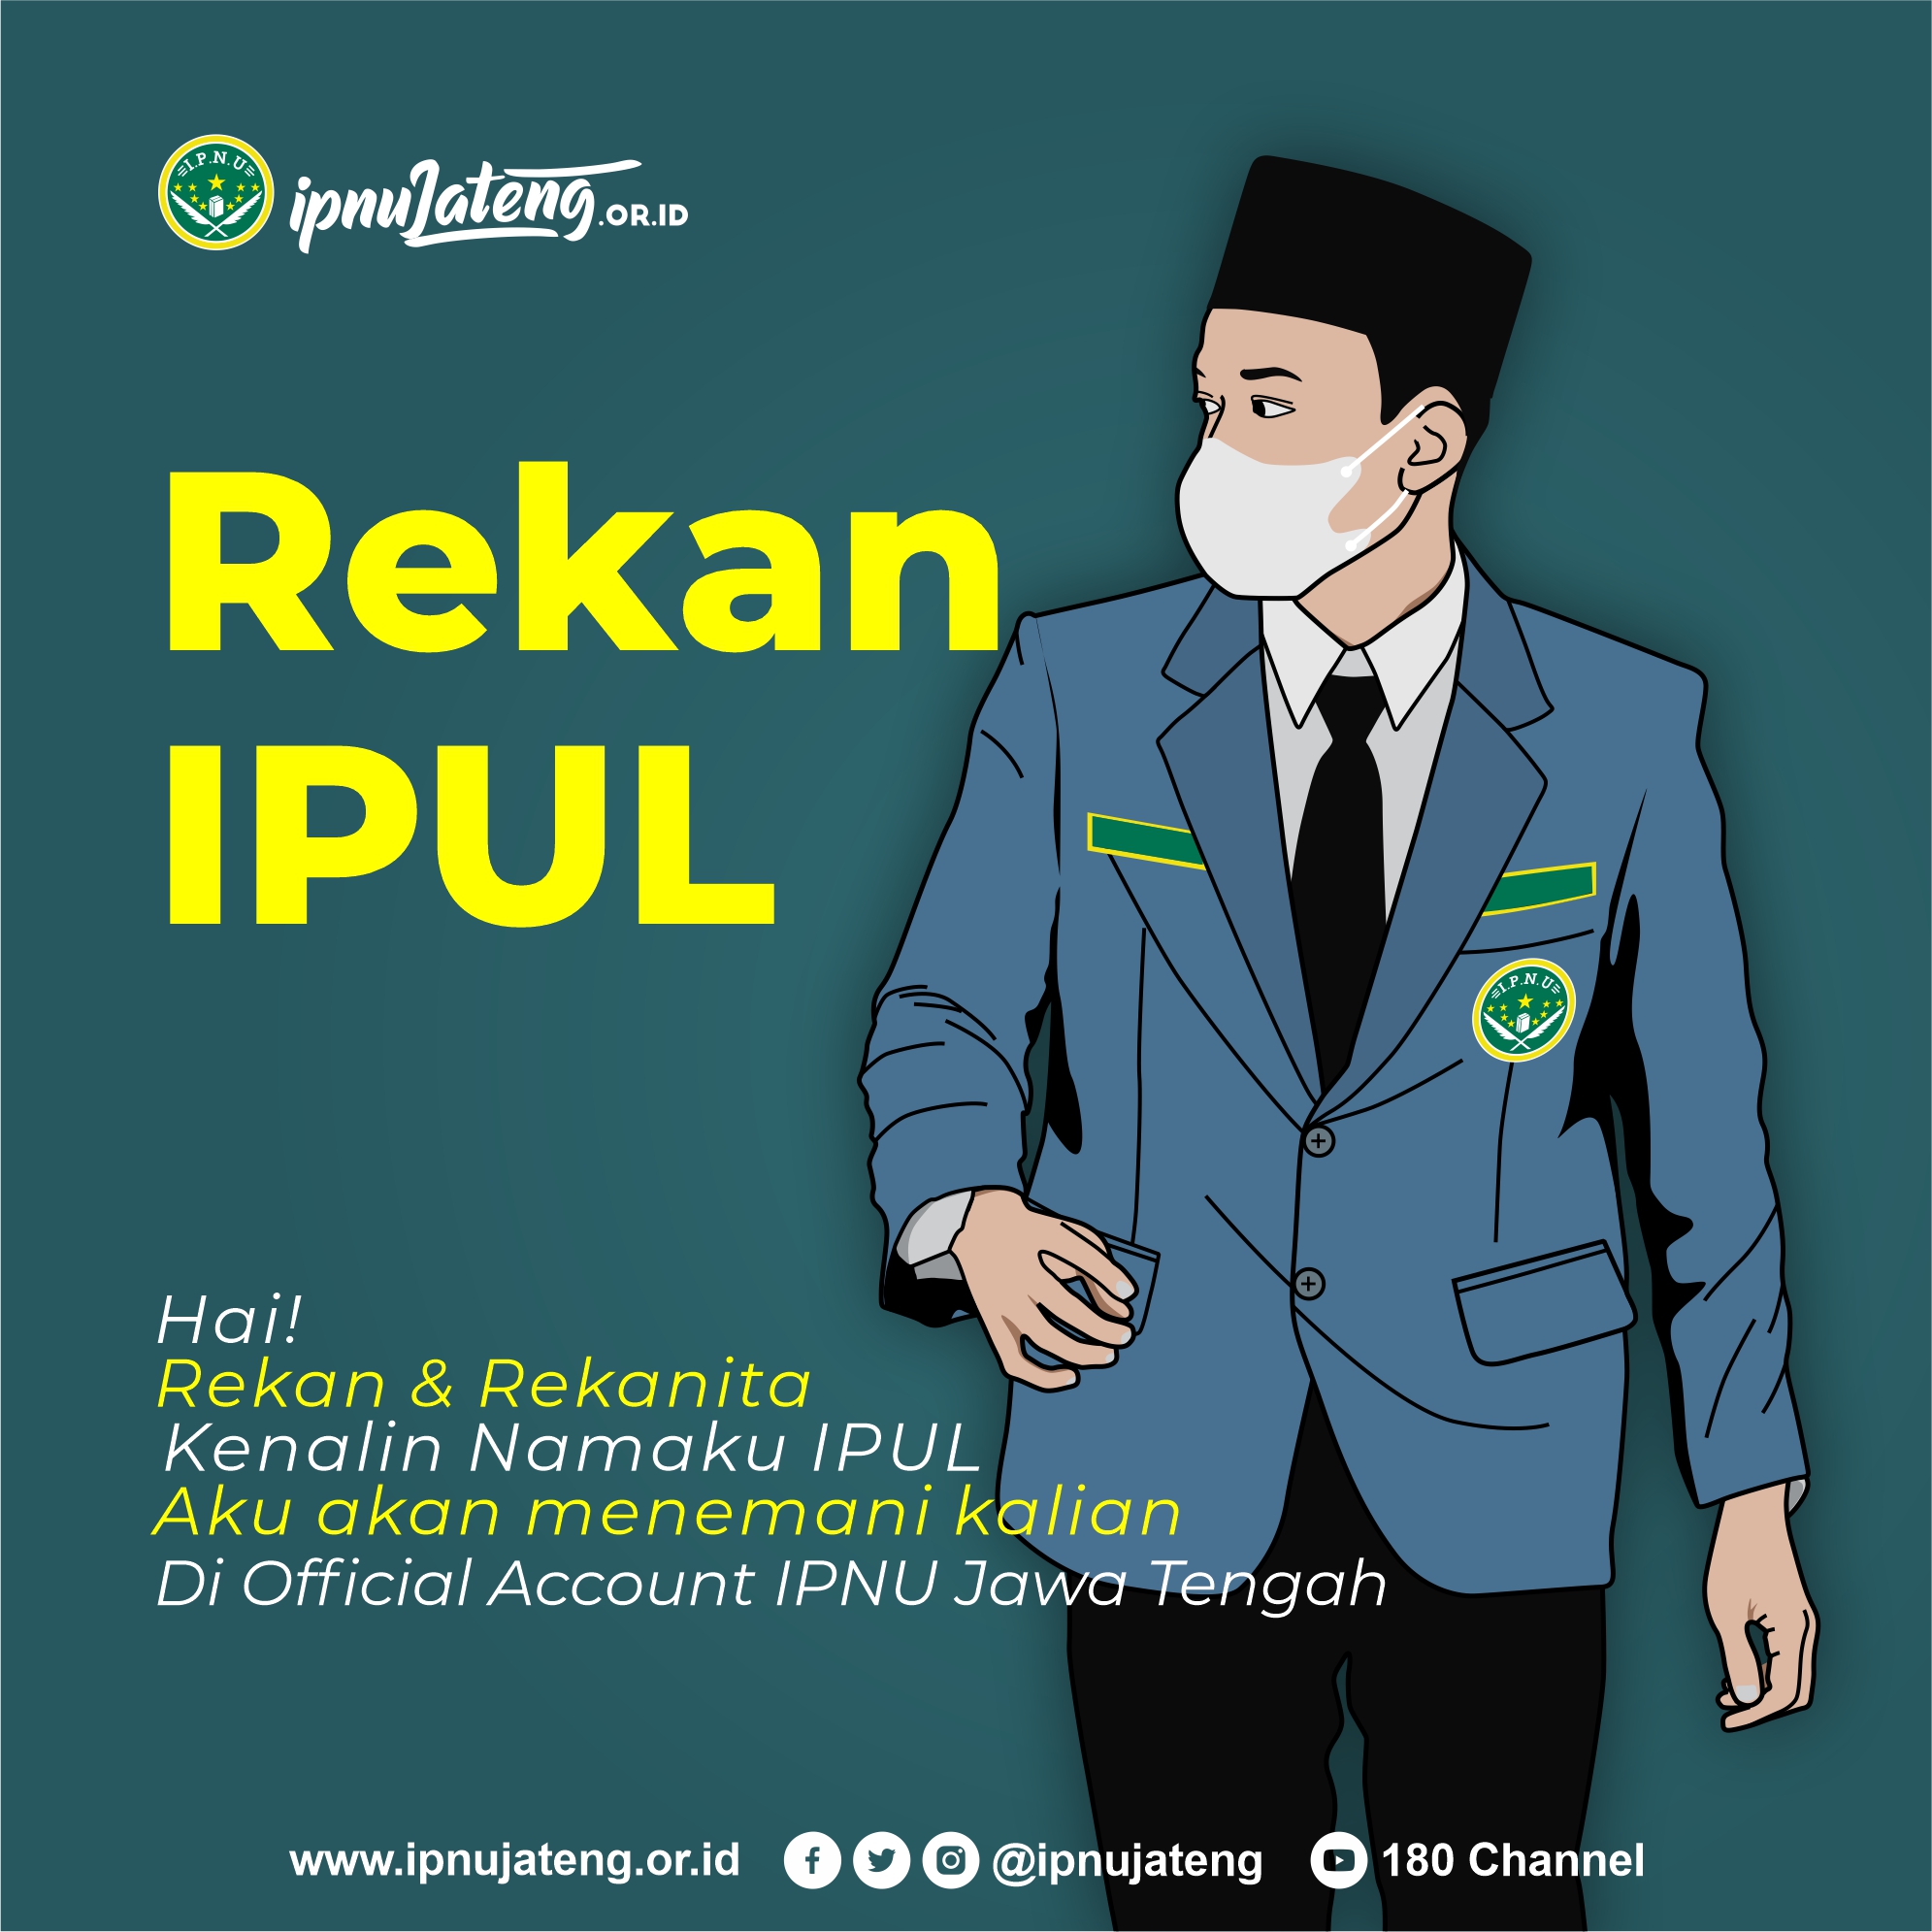 I.P.N.U
ipnuJateng.OR.ID
Rekan
IPUL
I.P.N.U
Hai!
Rekan & Rekanita
Kenalin Namaku IPUL
Aku akan menemani kalian
Di Official Account IPNU Jawa Tengah
www.ipnujateng.or.id @ipnujateng 180 Channel